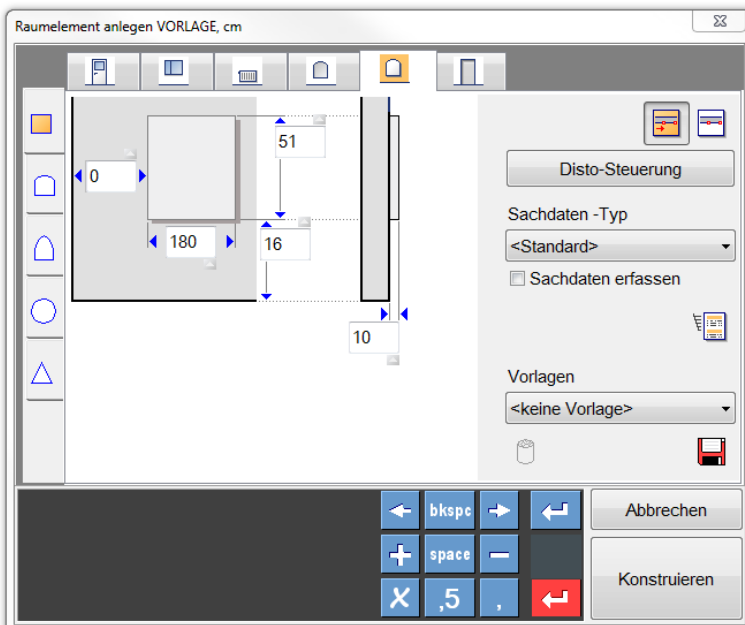 Raumelement anlegen VORLAGE, cm
51
0
180
16
10
Disto-Steuerung
Sachdaten -Typ
<Standard>
Sachdaten erfassen
Vorlagen
<keine Vorlage>
bkspc
Abbrechen
space
Konstruieren
X ,5 ,